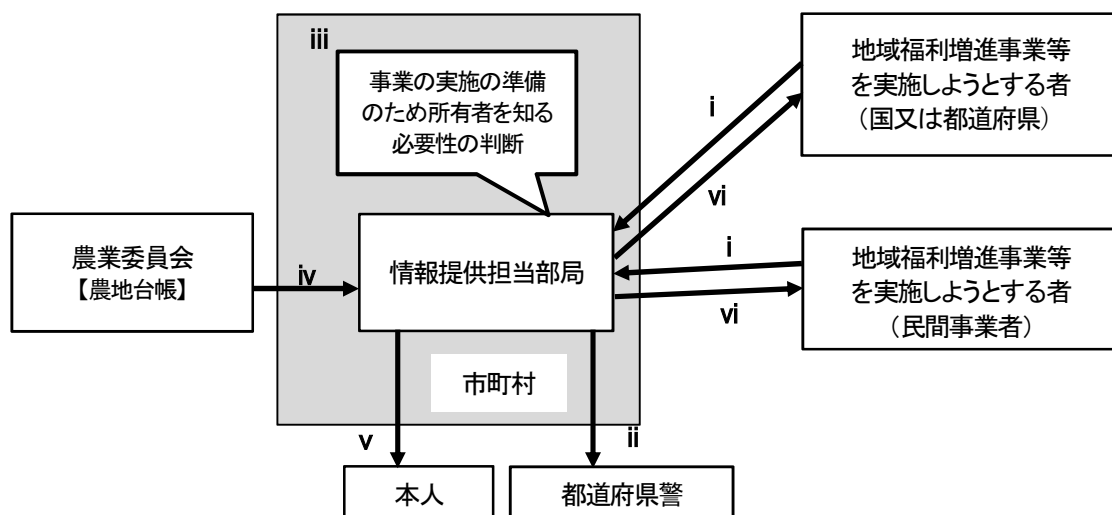 iii
事業の実施の準備
のため所有者を知る
必要性の判断
地域福利増進事業等
を実施しようとする者
（国又は都道府県）
i
vi
農業委員会
【農地台帳】
iv
情報提供担当部局
i
vi
地域福利増進事業等
を実施しようとする者
（民間事業者）
市町村
v
ii
本人
都道府県警